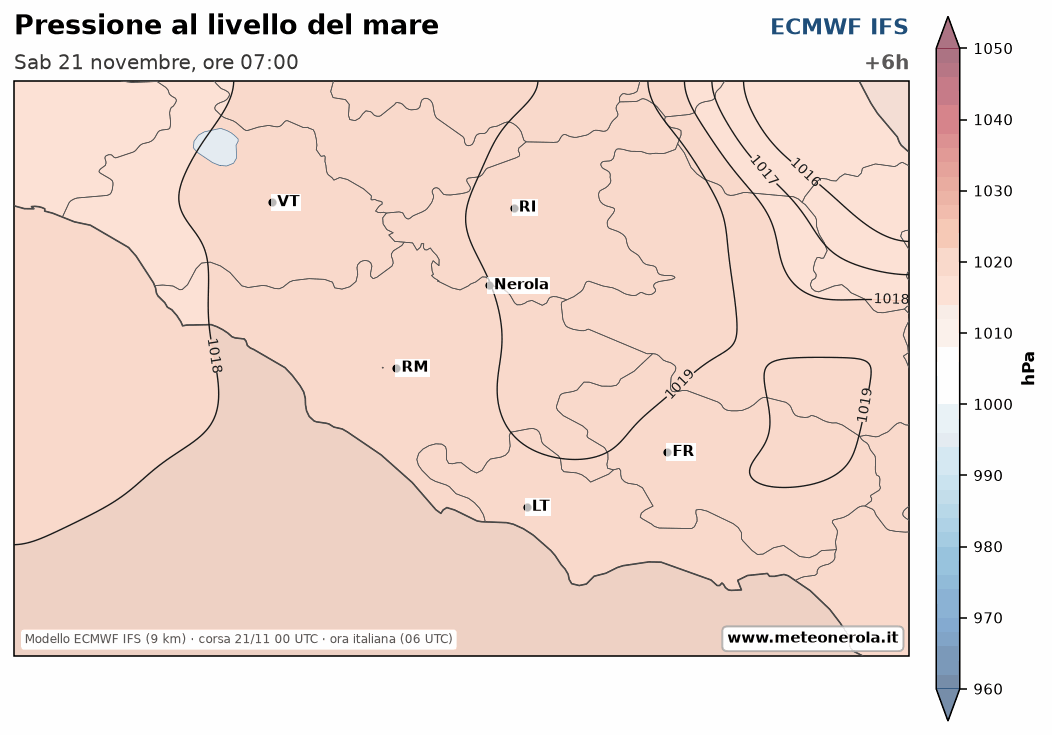 Pressione al livello del mare
ECMWF IFS
Sab 21 novembre, ore 07:00
+6h
1050
1040
1030
1020
1010
1000
990
980
970
960
hPa
1016
1017
1018
1018
1019
1019
VT
RI
Nerola
RM
FR
LT
Modello ECMWF IFS (9 km) · corsa 21/11 00 UTC · ora italiana (06 UTC)
www.meteonerola.it